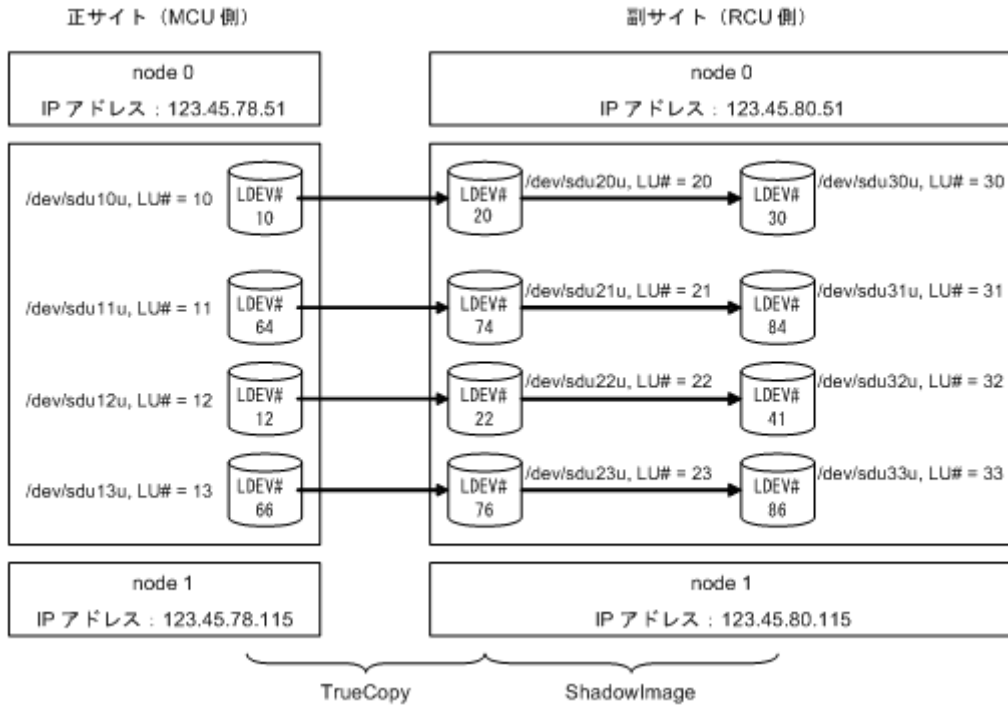 正サイト（MCU 側）
副サイト（RCU 側）
node 0
IP アドレス：123.45.78.51
node 0
IP アドレス：123.45.80.51
/dev/sdu10u, LU# = 10
LDEV#
10
LDEV#
20
/dev/sdu20u, LU# = 20
LDEV#
30
/dev/sdu30u, LU# = 30
/dev/sdu11u, LU# = 11
LDEV#
64
LDEV#
74
/dev/sdu21u, LU# = 21
LDEV#
84
/dev/sdu31u, LU# = 31
/dev/sdu12u, LU# = 12
LDEV#
12
LDEV#
22
/dev/sdu22u, LU# = 22
LDEV#
41
/dev/sdu32u, LU# = 32
/dev/sdu13u, LU# = 13
LDEV#
66
LDEV#
76
/dev/sdu23u, LU# = 23
LDEV#
86
/dev/sdu33u, LU# = 33
node 1
IP アドレス：123.45.78.115
node 1
IP アドレス：123.45.80.115
TrueCopy
ShadowImage